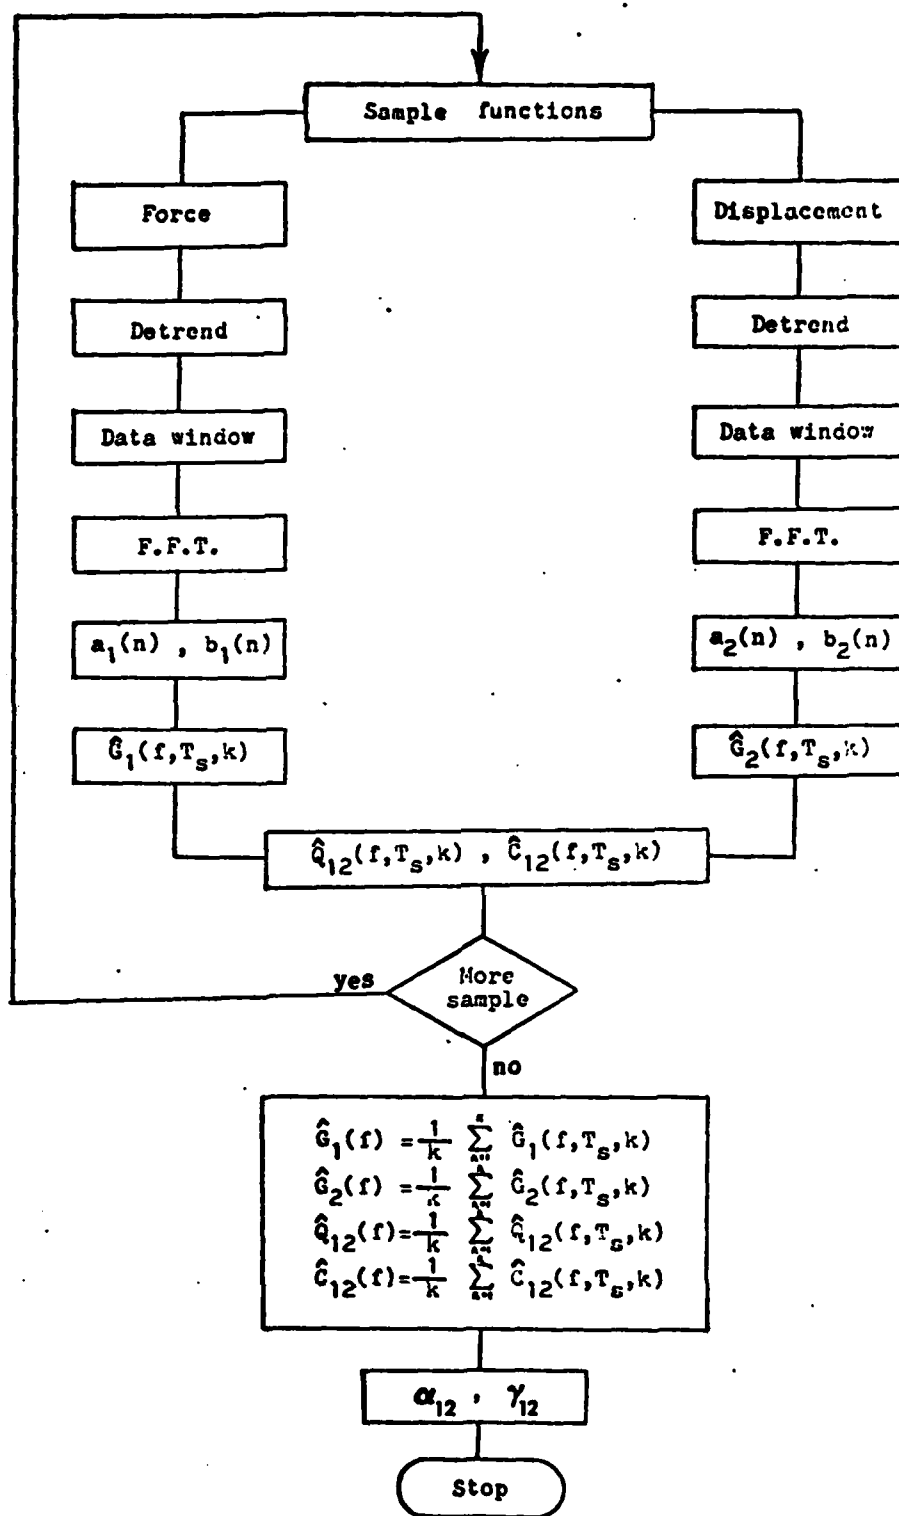 Sample functions
Force
Displacement
Detrend
Detrend
Data window
Data window
F.F.T.
F.F.T.
a₁(n) , b₁(n)
a₂(n) , b₂(n)
Ĝ₁(f,Tₛ,k)
Ĝ₂(f,Tₛ,k)
Q̂₁₂(f,Tₛ,k) , Ĉ₁₂(f,Tₛ,k)
More
sample
yes
no
Ĝ₁(f) = 1/k ∑ Ĝ₁(f,Tₛ,k)
Ĝ₂(f) = 1/k ∑ Ĝ₂(f,Tₛ,k)
Q̂₁₂(f)= 1/k ∑ Q̂₁₂(f,Tₛ,k)
Ĉ₁₂(f)= 1/k ∑ Ĉ₁₂(f,Tₛ,k)
α₁₂ , γ₁₂
Stop